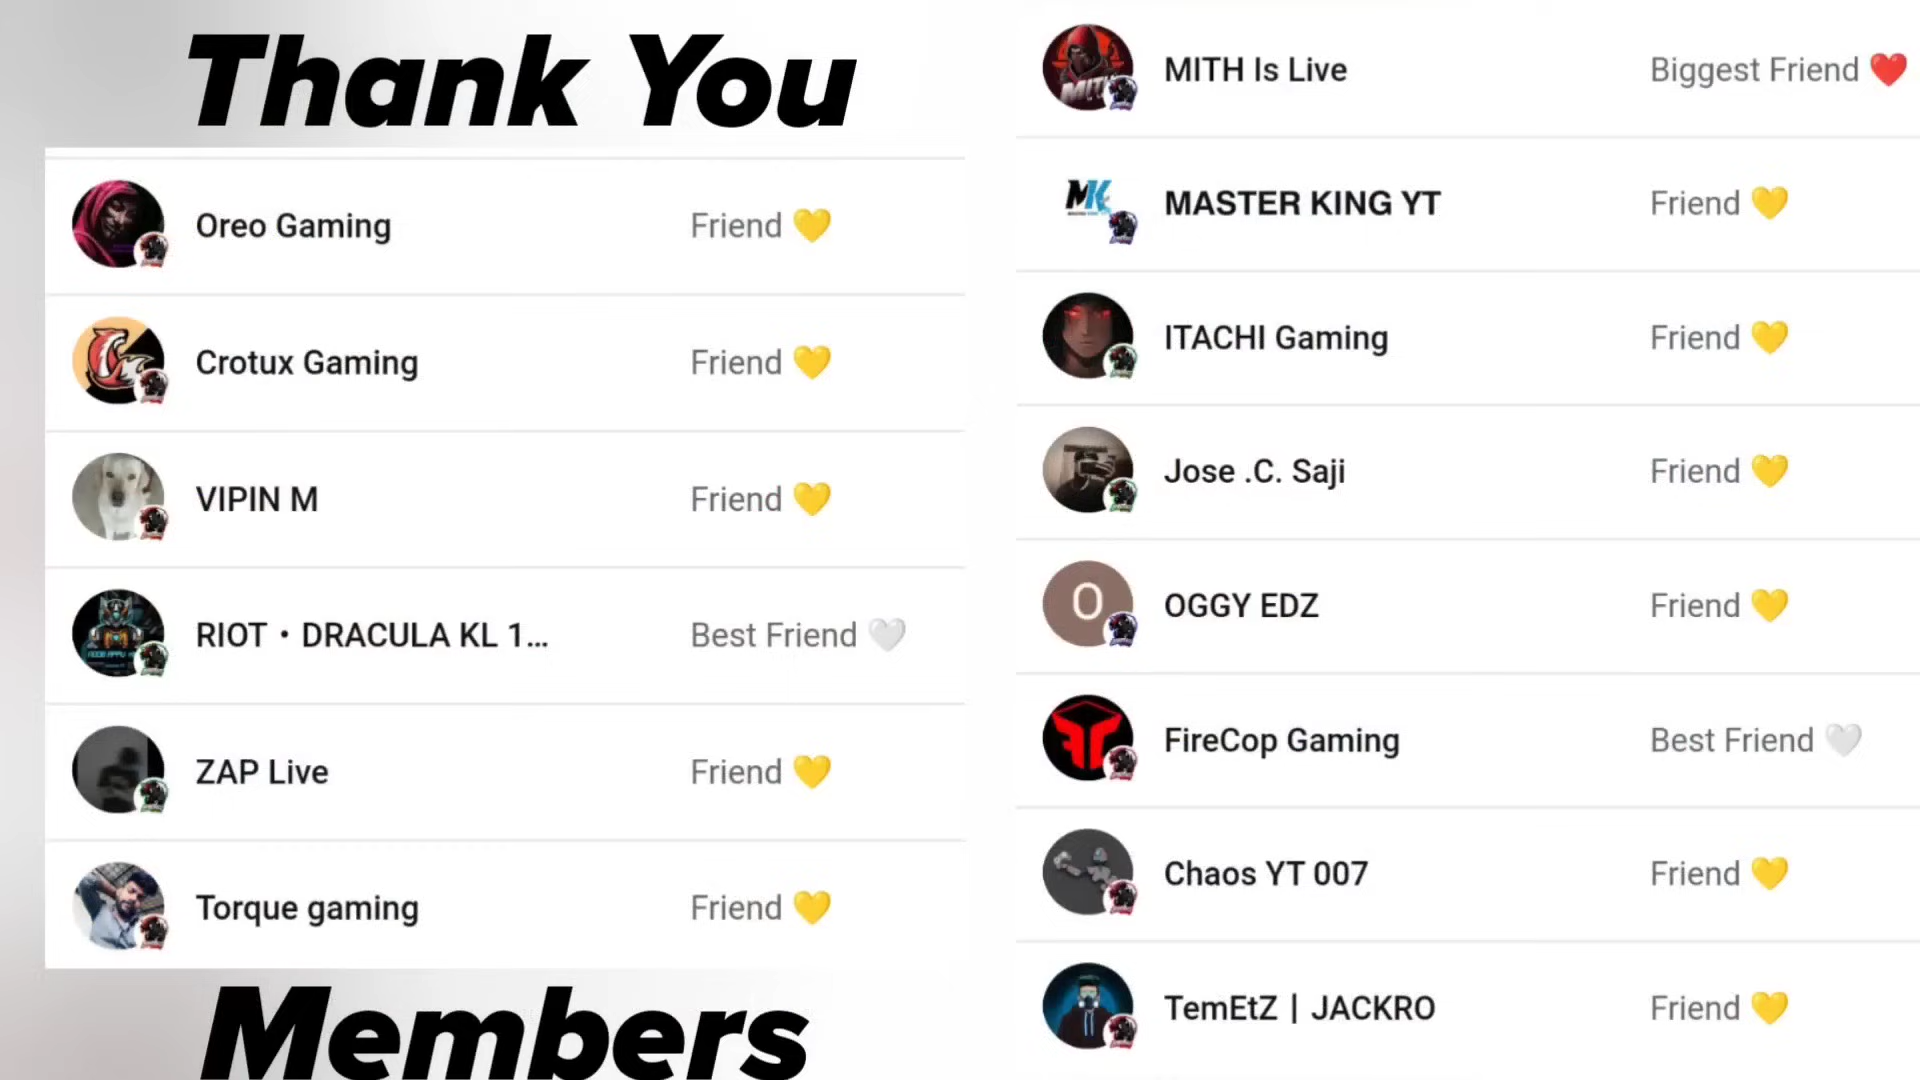 Thank You
Oreo Gaming Friend 💛
Crotux Gaming Friend 💛
VIPIN M Friend 💛
RIOT • DRACULA KL 1... Best Friend 🤍
ZAP Live Friend 💛
Torque gaming Friend 💛
Members
MITH Is Live Biggest Friend ❤️
MASTER KING YT Friend 💛
ITACHI Gaming Friend 💛
Jose .C. Saji Friend 💛
O
OGGY EDZ Friend 💛
FireCop Gaming Best Friend 🤍
Chaos YT 007 Friend 💛
TemEtZ | JACKRO Friend 💛